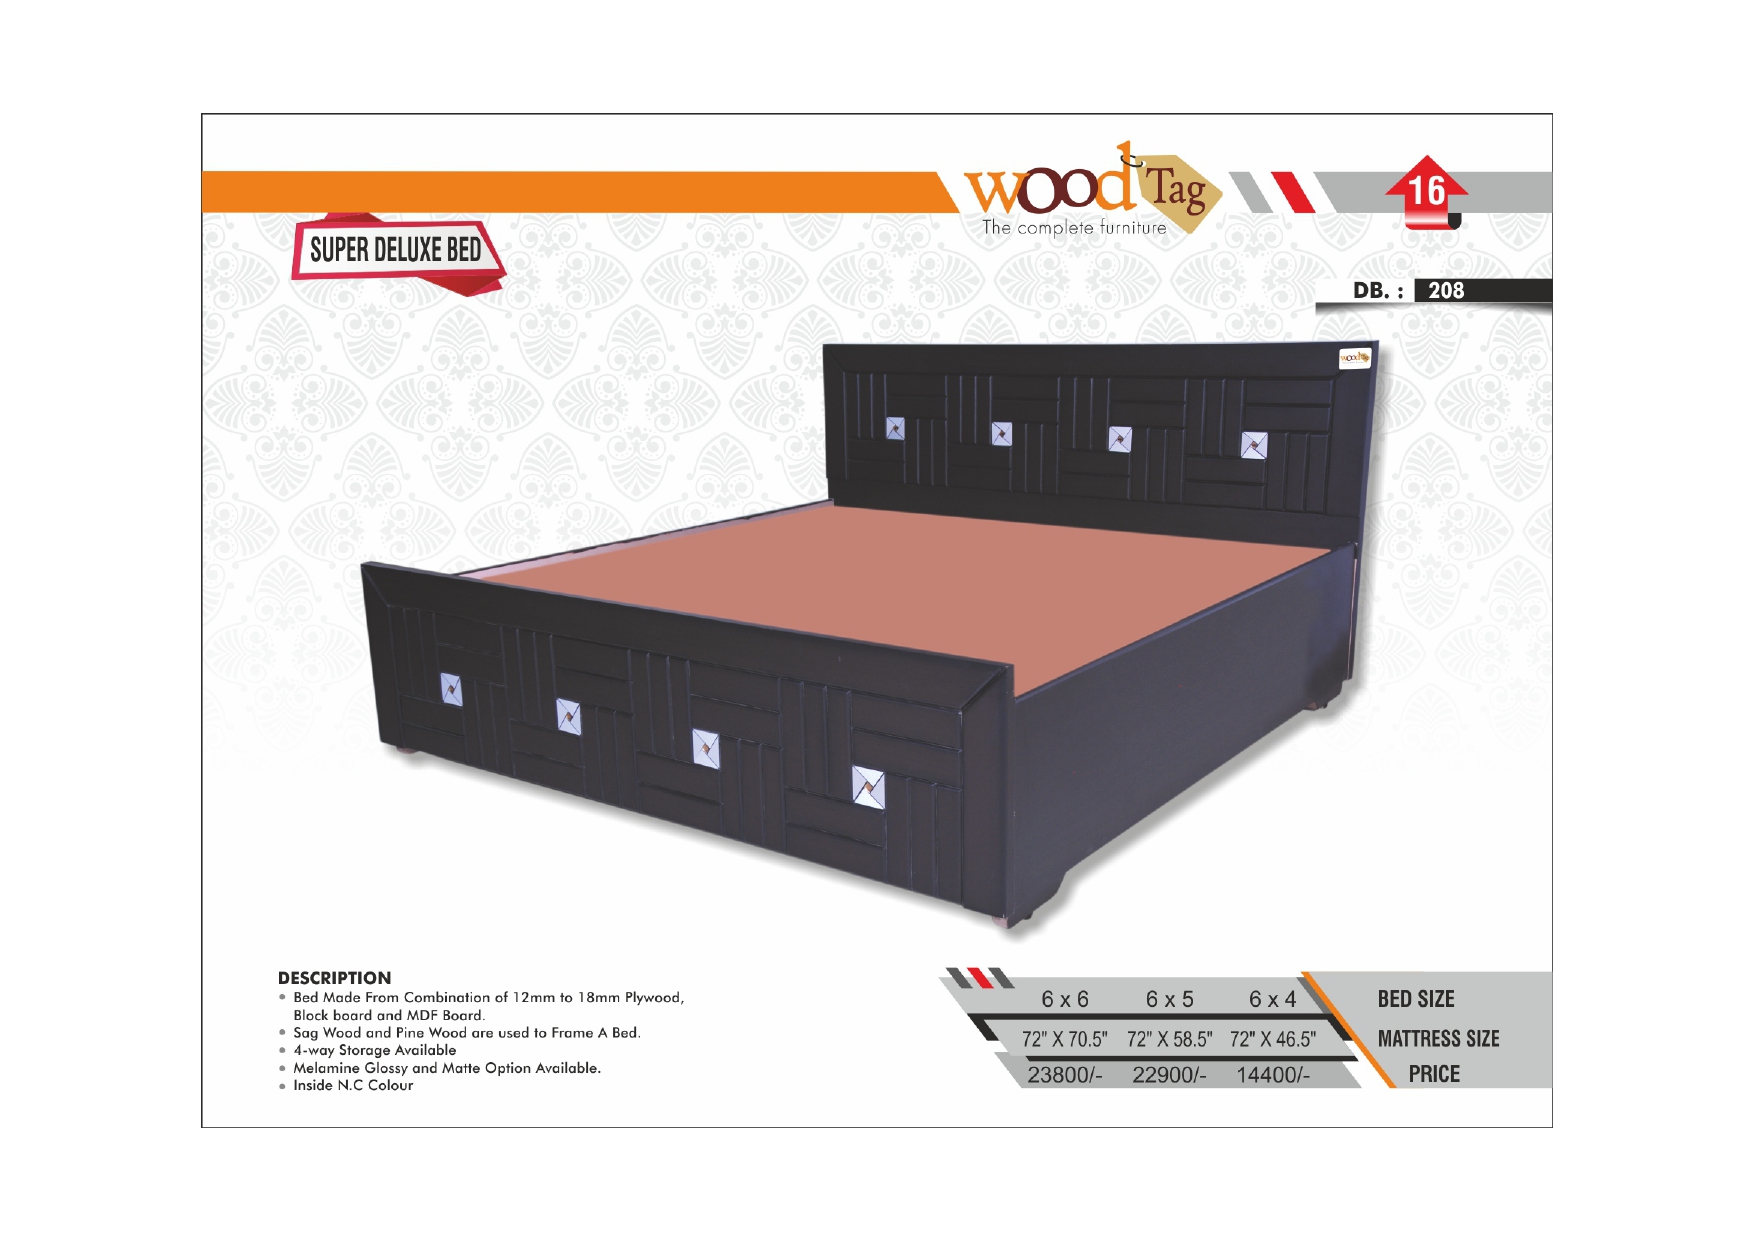 wood Tag
The complete furniture
16
SUPER DELUXE BED
DB. : 208
wood
DESCRIPTION
• Bed Made From Combination of 12mm to 18mm Plywood,
Block board and MDF Board.
• Sag Wood and Pine Wood are used to Frame A Bed.
• 4-way Storage Available
• Melamine Glossy and Matte Option Available.
• Inside N.C Colour
6 x 6 6 x 5 6 x 4 BED SIZE
72" X 70.5" 72" X 58.5" 72" X 46.5" MATTRESS SIZE
23800/- 22900/- 14400/- PRICE